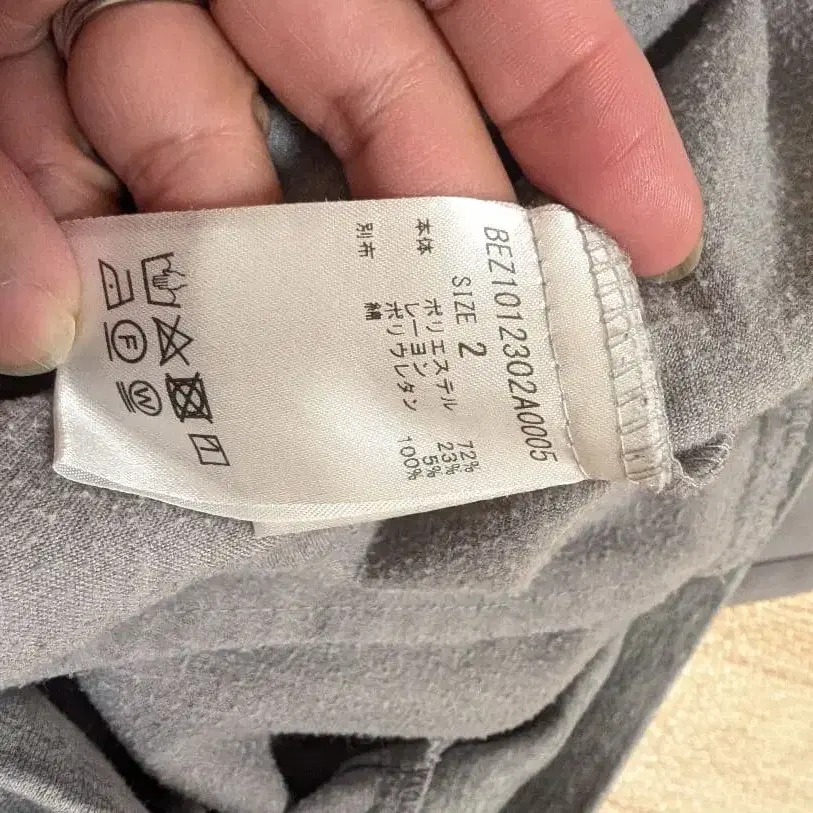 BEZ1012302A0005
SIZE 2
本体 ポリエステル 72%
レーヨン 23%
ポリウレタン 5%
別布 綿 100%
F
W